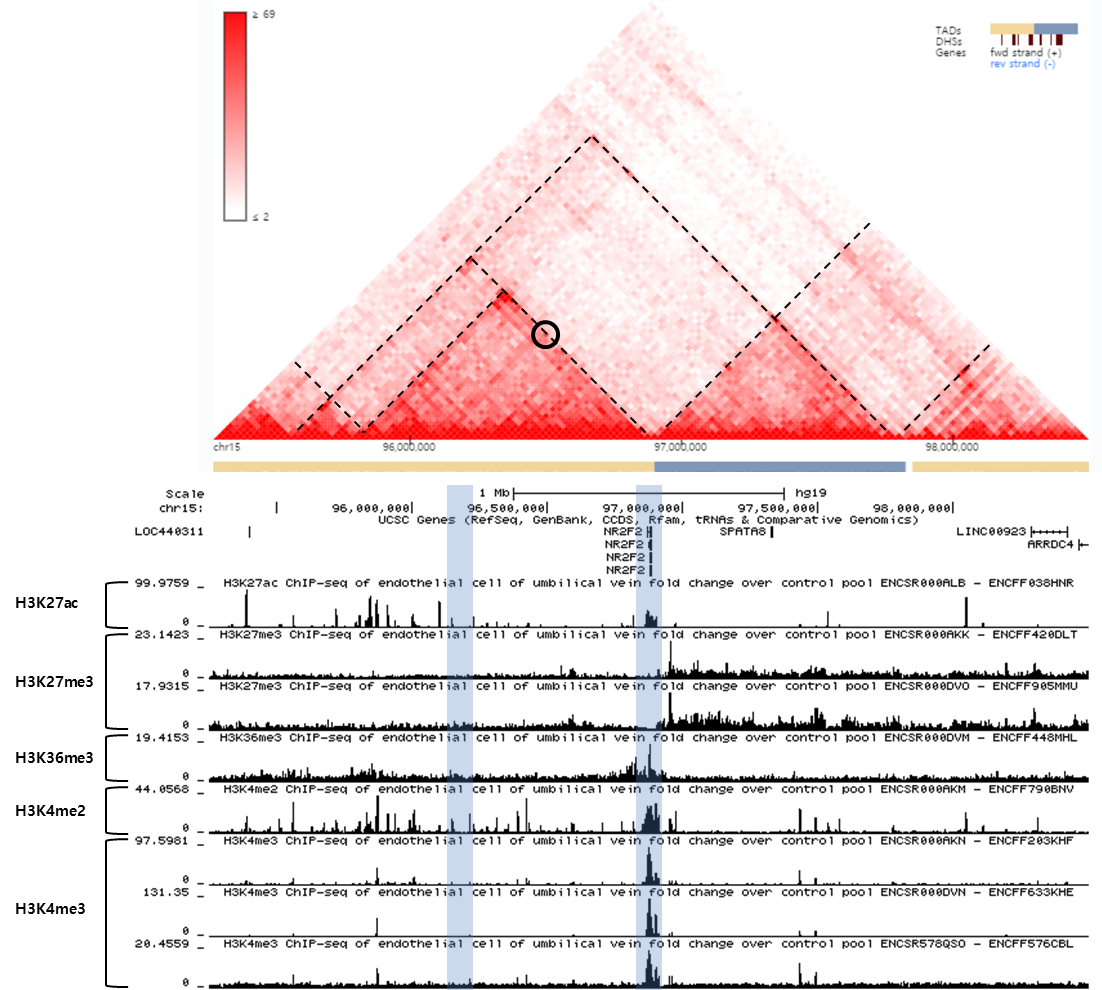 ≥ 69
≤ 2
TADs
DHSs
Genes
fwd strand (+)
rev strand (-)
chr15
96,000,000
97,000,000
98,000,000
Scale
1 Mb
hg19
chr15:
96,000,000
96,500,000
97,000,000
97,500,000
98,000,000
UCSC Genes (RefSeq, GenBank, CCDS, Rfam, tRNAs & Comparative Genomics)
LOC440311
NR2F2
SPATA8
LINC00923
NR2F2
ARRDC4
NR2F2
NR2F2
H3K27ac
99.9759 _
H3K27ac ChIP-seq of endothelial cell of umbilical vein fold change over control pool ENCSR000ALB - ENCFF038HNR
0 _
H3K27me3
23.1423 _
H3K27me3 ChIP-seq of endothelial cell of umbilical vein fold change over control pool ENCSR000AKK - ENCFF420DLT
0 _
17.9315 _
H3K27me3 ChIP-seq of endothelial cell of umbilical vein fold change over control pool ENCSR000DVO - ENCFF905MMU
0 _
H3K36me3
19.4153 _
H3K36me3 ChIP-seq of endothelial cell of umbilical vein fold change over control pool ENCSR000DVM - ENCFF448MHL
0 _
H3K4me2
44.0568 _
H3K4me2 ChIP-seq of endothelial cell of umbilical vein fold change over control pool ENCSR000AKM - ENCFF790BNV
0 _
H3K4me3
97.5981 _
H3K4me3 ChIP-seq of endothelial cell of umbilical vein fold change over control pool ENCSR000AKN - ENCFF203KHF
0 _
131.35 _
H3K4me3 ChIP-seq of endothelial cell of umbilical vein fold change over control pool ENCSR000DVN - ENCFF633KHE
0 _
20.4559 _
H3K4me3 ChIP-seq of endothelial cell of umbilical vein fold change over control pool ENCSR578QSO - ENCFF576CBL
0 _